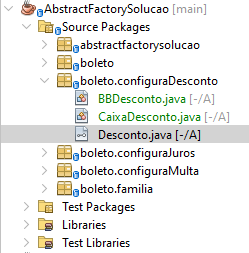 AbstractFactorySolucao [main]
Source Packages
abstractfactorysolucao
boleto
boleto.configuraDesconto
BBDesconto.java [-/A]
CaixaDesconto.java [-/A]
Desconto.java [-/A]
boleto.configuraJuros
boleto.configuraMulta
boleto.familia
Test Packages
Libraries
Test Libraries